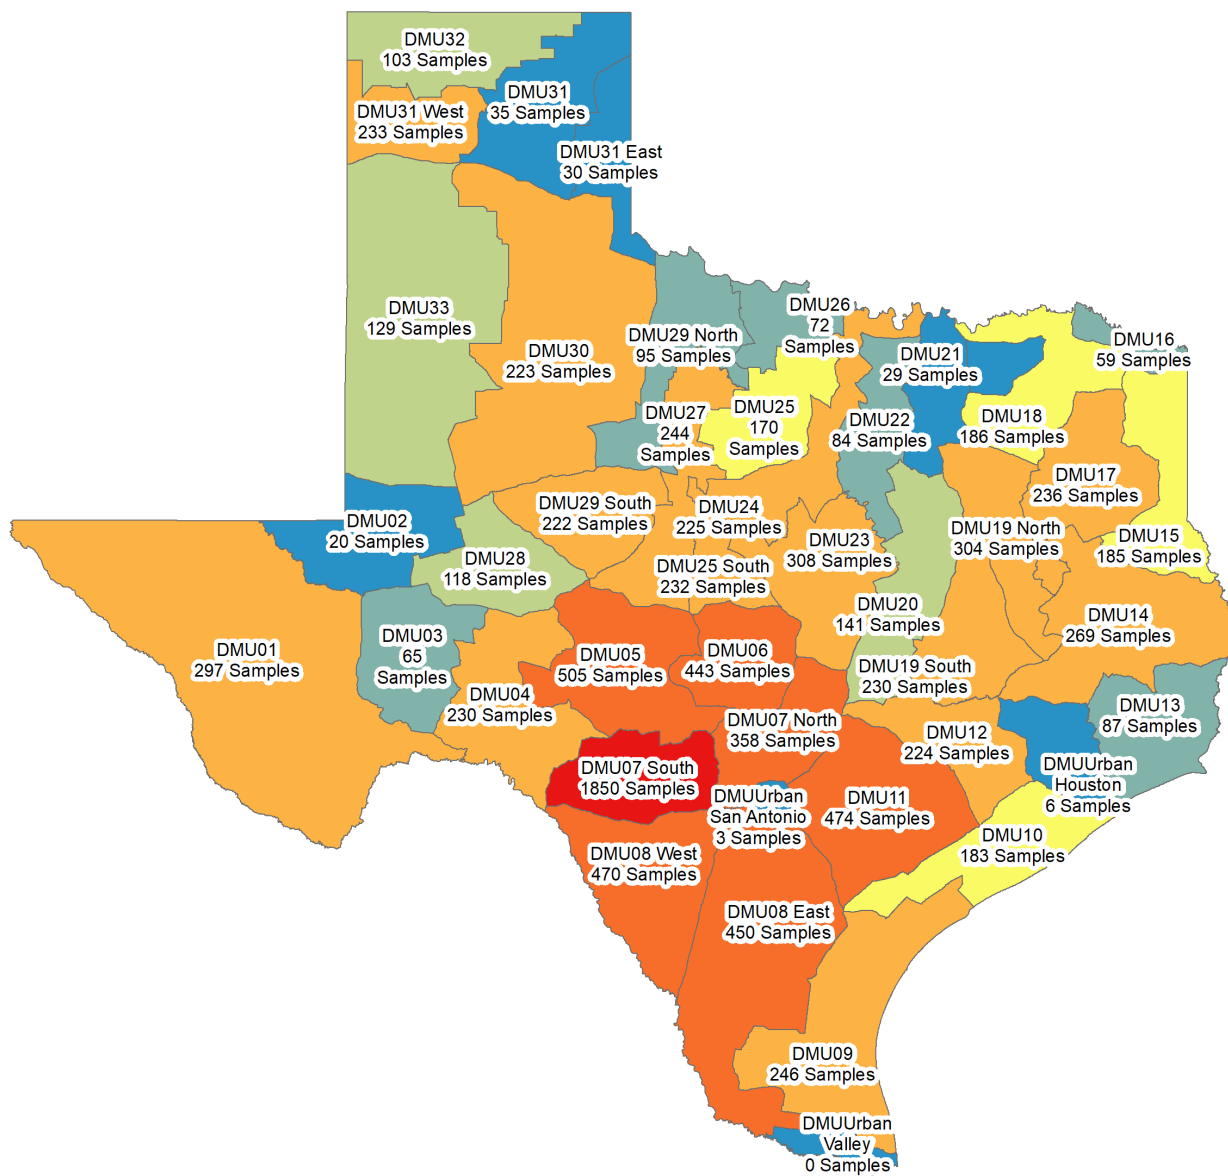 DMU32
103 Samples
DMU31
35 Samples
DMU31 West
233 Samples
DMU31 East
30 Samples
DMU33
129 Samples
DMU30
223 Samples
DMU29 North
95 Samples
DMU26
72
Samples
DMU21
29 Samples
DMU16
59 Samples
DMU27
244
Samples
DMU25
170
Samples
DMU22
84 Samples
DMU18
186 Samples
DMU17
236 Samples
DMU02
20 Samples
DMU29 South
222 Samples
DMU24
225 Samples
DMU23
308 Samples
DMU19 North
304 Samples
DMU15
185 Samples
DMU28
118 Samples
DMU25 South
232 Samples
DMU20
141 Samples
DMU14
269 Samples
DMU01
297 Samples
DMU03
65
Samples
DMU05
505 Samples
DMU06
443 Samples
DMU19 South
230 Samples
DMU04
230 Samples
DMU07 North
358 Samples
DMU12
224 Samples
DMU13
87 Samples
DMU07 South
1850 Samples
DMUUrban
San Antonio
3 Samples
DMU11
474 Samples
DMUUrban
Houston
6 Samples
DMU10
183 Samples
DMU08 West
470 Samples
DMU08 East
450 Samples
DMU09
246 Samples
DMUUrban
Valley
0 Samples